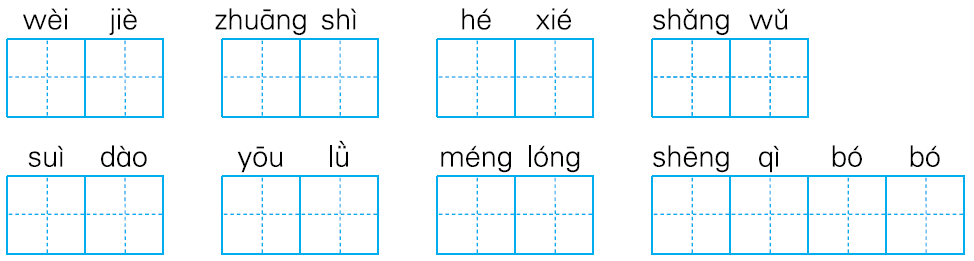 wèi jiè zhuāng shì hé xié shǎng wǔ
suì dào yōu lǜ méng lóng shēng qì bó bó